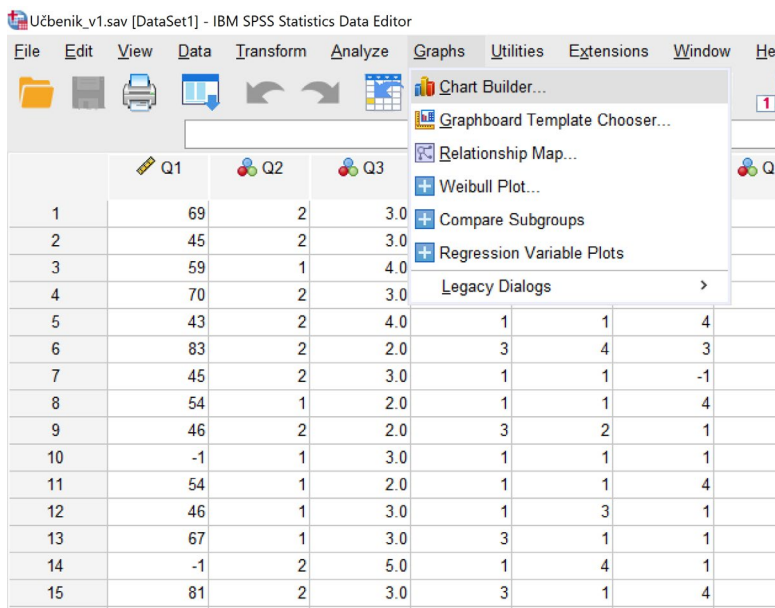 Učbenik_v1.sav [DataSet1] - IBM SPSS Statistics Data Editor
File Edit View Data Transform Analyze Graphs Utilities Extensions Window He
Chart Builder...
1
Graphboard Template Chooser...
Relationship Map...
Q1 Q2 Q3 Q
Weibull Plot...
1 69 2 3.0
Compare Subgroups
2 45 2 3.0
Regression Variable Plots
3 59 1 4.0
Legacy Dialogs >
4 70 2 3.0
5 43 2 4.0 1 1 4
6 83 2 2.0 3 4 3
7 45 2 3.0 1 1 -1
8 54 1 2.0 1 1 4
9 46 2 2.0 3 2 1
10 -1 1 3.0 1 1 1
11 54 1 2.0 1 1 4
12 46 1 3.0 1 3 1
13 67 1 3.0 3 1 1
14 -1 2 5.0 1 4 1
15 81 2 3.0 3 1 4